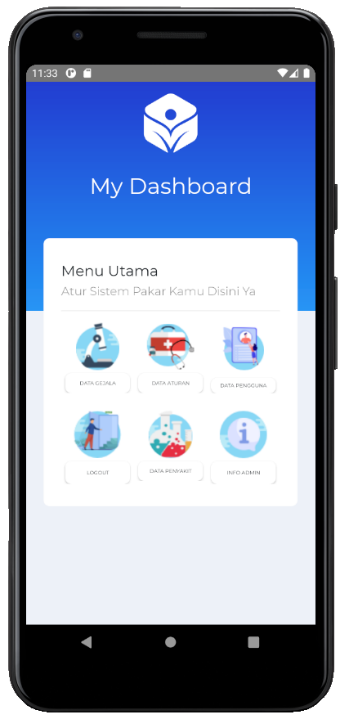 11:33
My Dashboard
Menu Utama
Atur Sistem Pakar Kamu Disini Ya
DATA GEJALA
DATA ATURAN
DATA PENGGUNA
LOGOUT
DATA PENYAKIT
INFO ADMIN